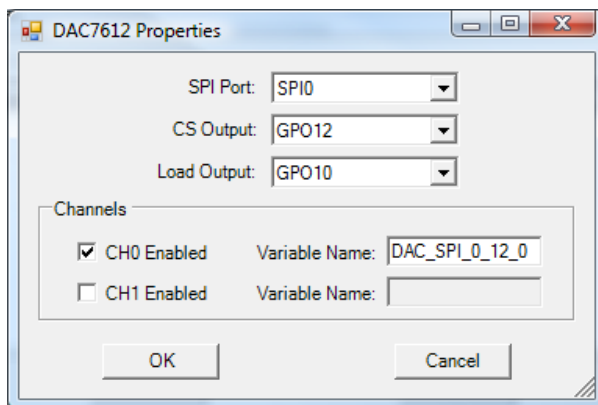 DAC7612 Properties
SPI Port: SPI0
CS Output: GPO12
Load Output: GPO10
Channels
CH0 Enabled Variable Name: DAC_SPI_0_12_0
CH1 Enabled Variable Name:
OK Cancel